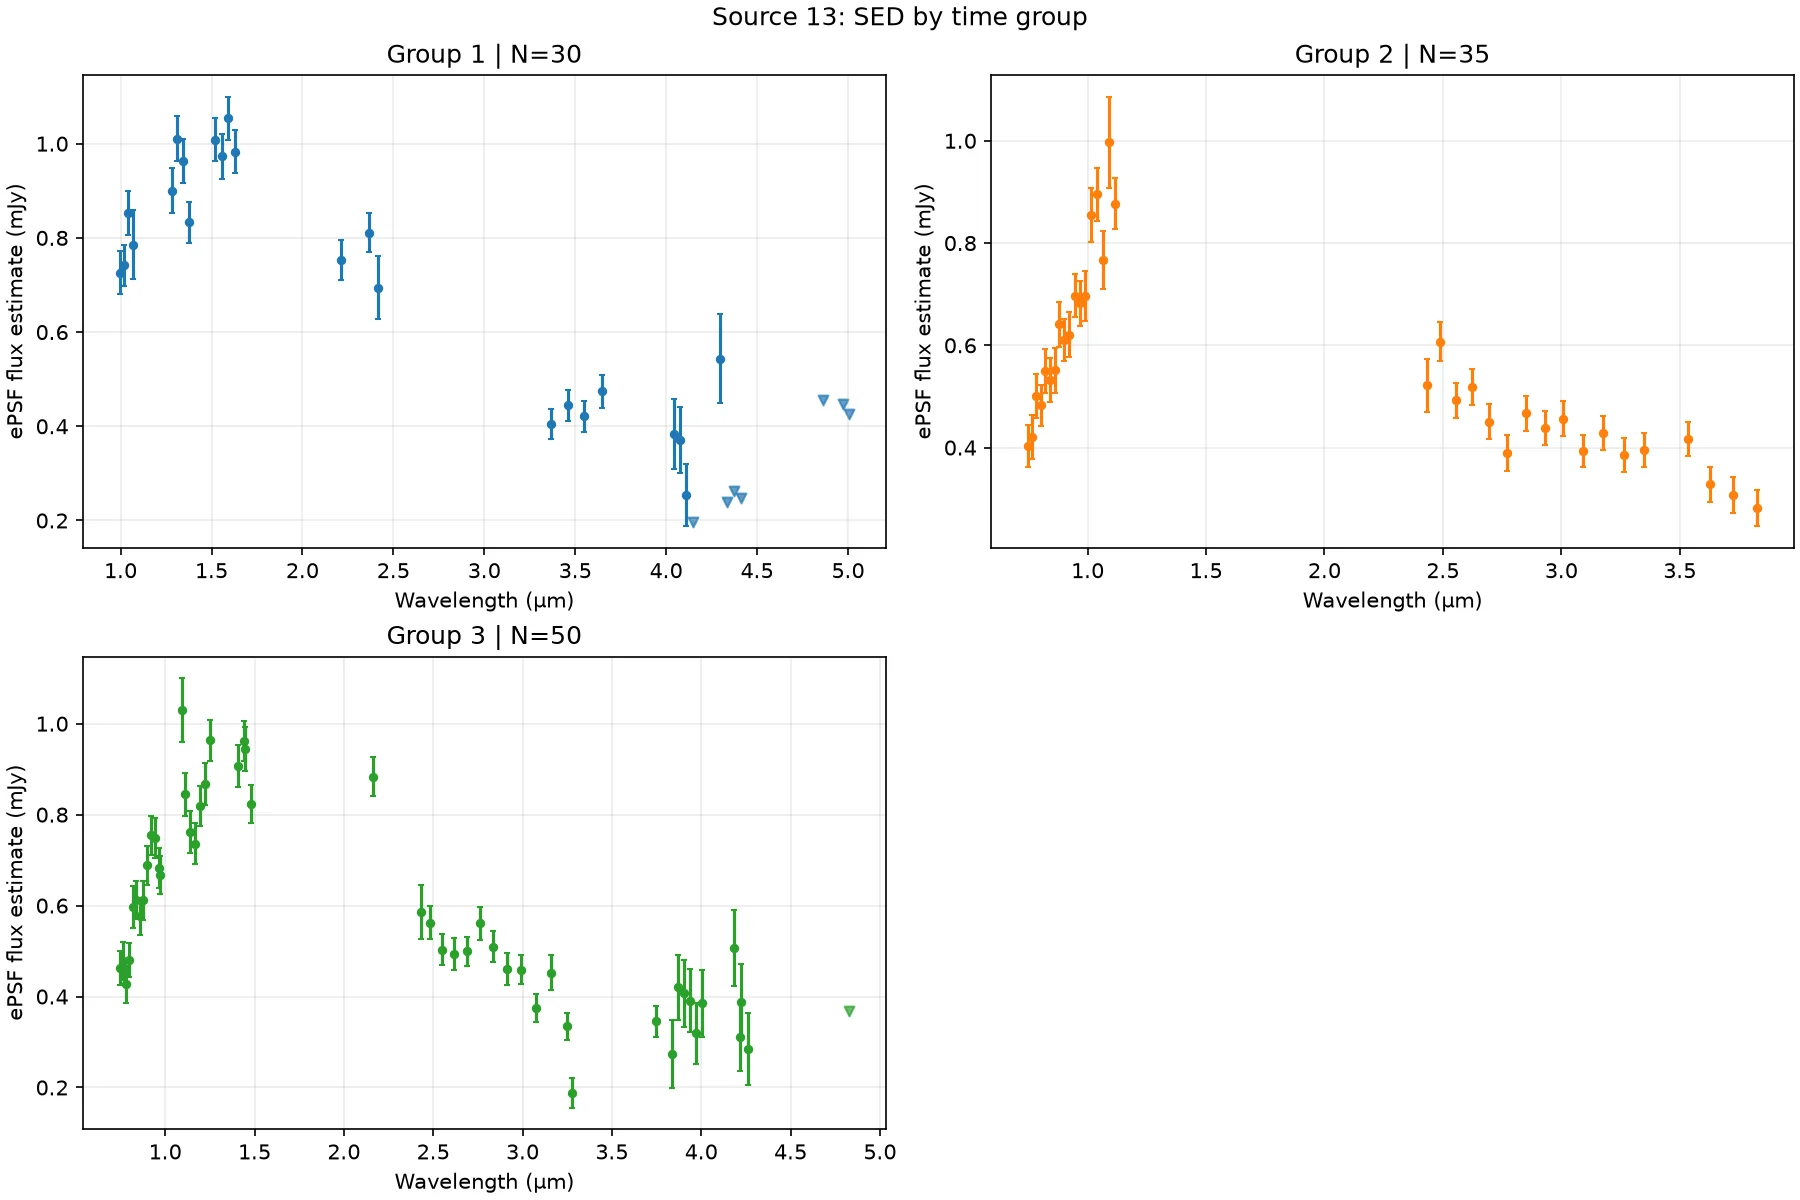 Source 13: SED by time group
Group 1 | N=30
ePSF flux estimate (mJy)
1.0
0.8
0.6
0.4
0.2
1.0 1.5 2.0 2.5 3.0 3.5 4.0 4.5 5.0
Wavelength (μm)
Group 2 | N=35
ePSF flux estimate (mJy)
1.0
0.8
0.6
0.4
1.0 1.5 2.0 2.5 3.0 3.5
Wavelength (μm)
Group 3 | N=50
ePSF flux estimate (mJy)
1.0
0.8
0.6
0.4
0.2
1.0 1.5 2.0 2.5 3.0 3.5 4.0 4.5 5.0
Wavelength (μm)